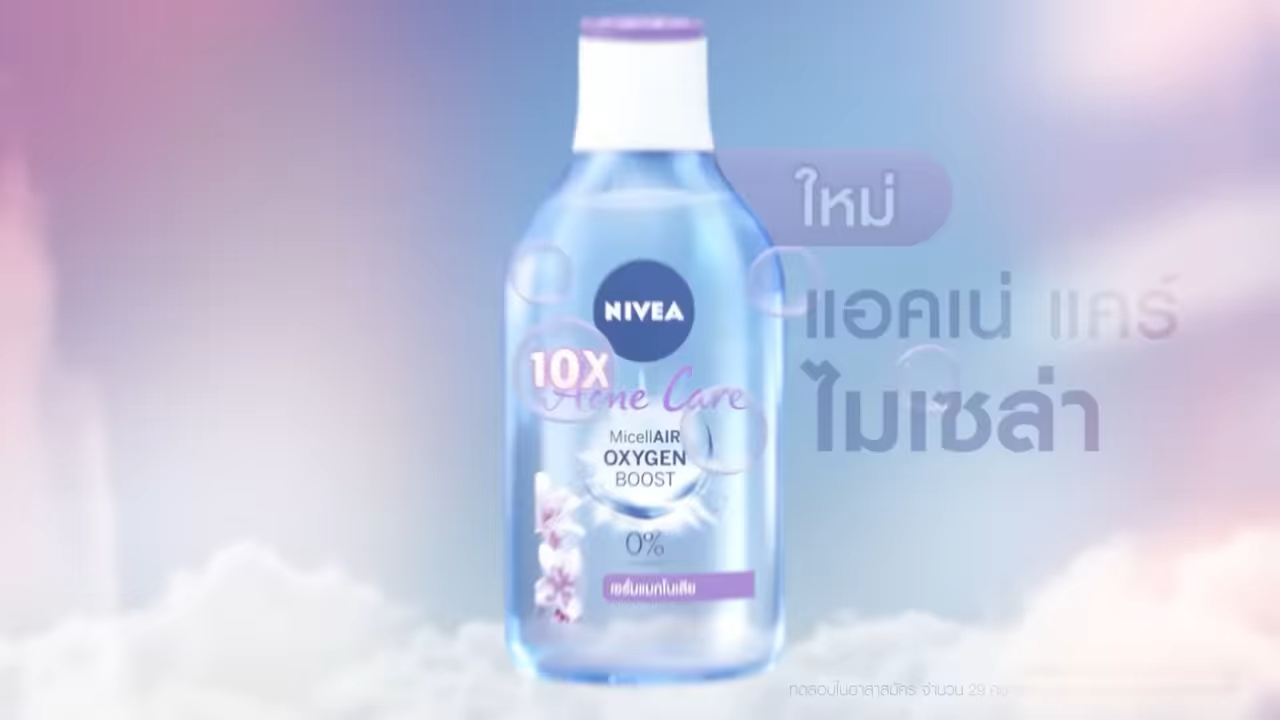 ใหม่
แอคเน่ แคร์
ไมเซล่า
NIVEA
10X
Acne Care
MicellAIR
OXYGEN
BOOST
0%
เซรั่มแมกโนเลีย
ทดสอบในอาสาสมัคร จำนวน 29